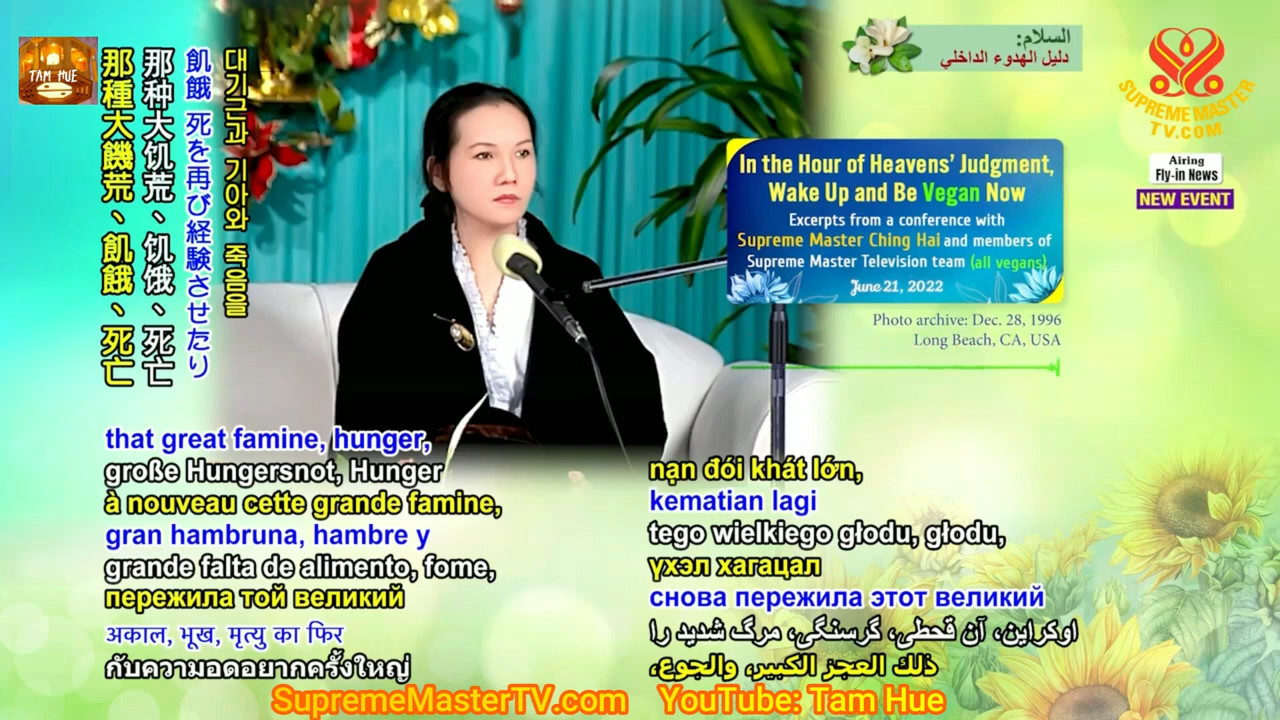 TAM HUE
那種大饑荒、飢餓、死亡
那种大饥荒、饥饿、死亡
飢餓 死を再び経験させたり
대기근과 기아와 죽음을
السلام:
دليل الهدوء الداخلي
SUPREME MASTER
TV.COM
Airing
Fly-in News
NEW EVENT
In the Hour of Heavens’ Judgment,
Wake Up and Be Vegan Now
Excerpts from a conference with
Supreme Master Ching Hai and members of
Supreme Master Television team (all vegans)
June 21, 2022
Photo archive: Dec. 28, 1996
Long Beach, CA, USA
that great famine, hunger,
große Hungersnot, Hunger
à nouveau cette grande famine,
gran hambruna, hambre y
grande falta de alimento, fome,
пережила той великий
अकाल, भूख, मृत्यु का फिर
กับความอดอยากครั้งใหญ่
nạn đói khát lớn,
kematian lagi
tego wielkiego głodu, głodu,
үхэл хагацал
снова пережила этот великий
اوکراین، آن قحطی، گرسنگی، مرگ شدید را
ذلك العجز الكبير، والجوع،
SupremeMasterTV.com YouTube: Tam Hue